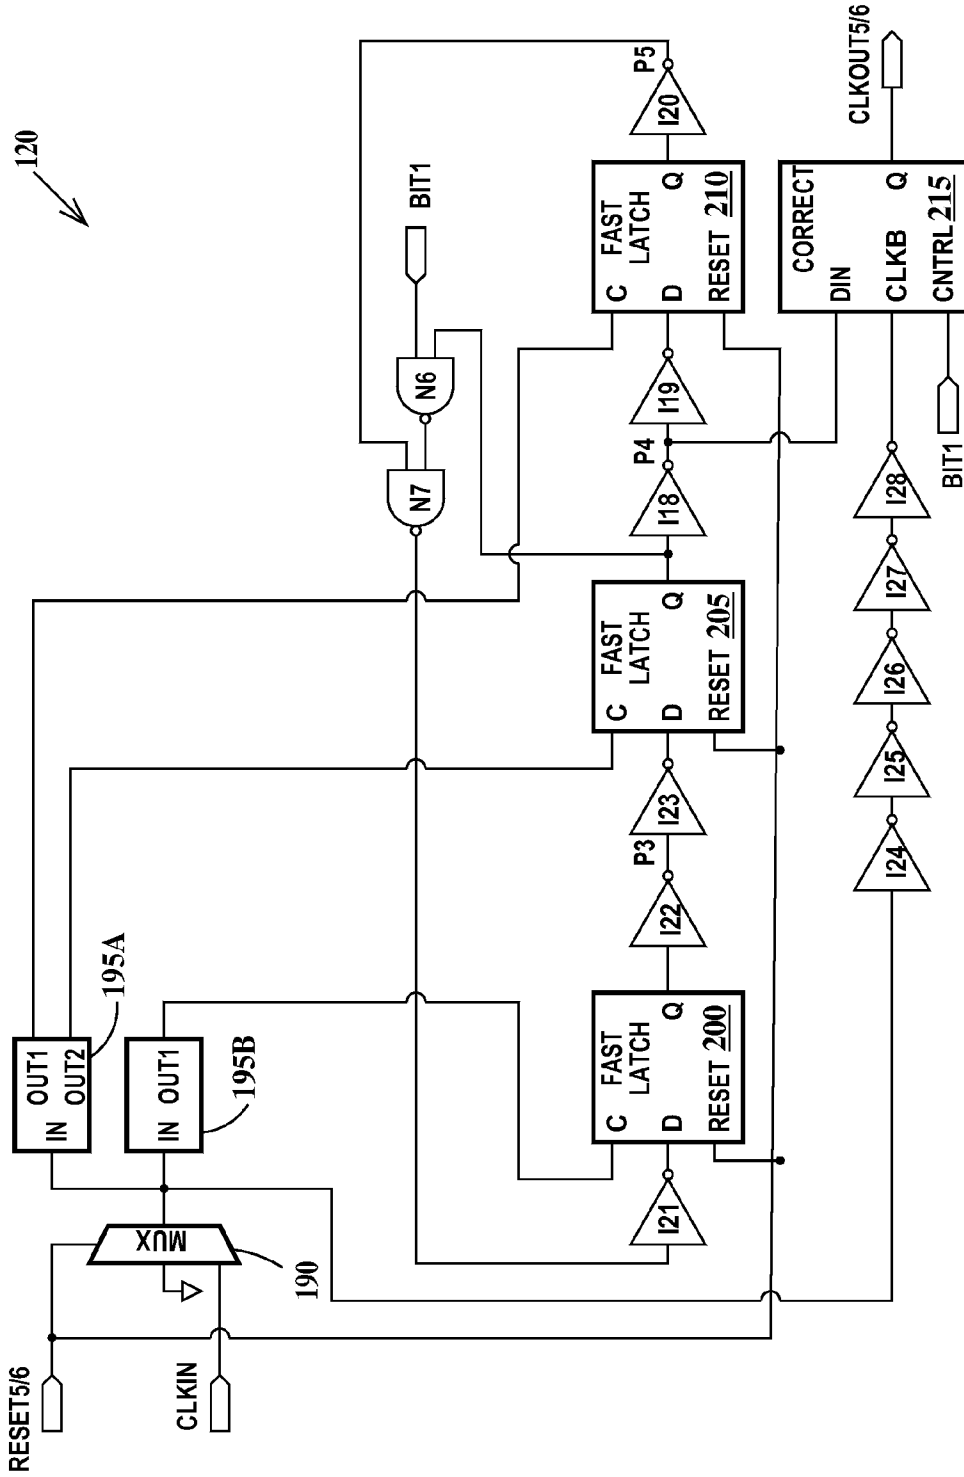 120
RESET5/6
CLKIN
MUX
190
IN
OUT1
OUT2
195A
IN OUT1
195B
BIT1
N6
N7
P5
I20
FAST
LATCH
C
D
Q
RESET 210
I19
P4
I18
FAST
LATCH
C
D
Q
RESET 205
I23
P3
I22
FAST
LATCH
C
D
Q
RESET 200
I21
CLKOUT5/6
CORRECT
DIN
CLKB
Q
CNTRL 215
BIT1
I28
I27
I26
I25
I24